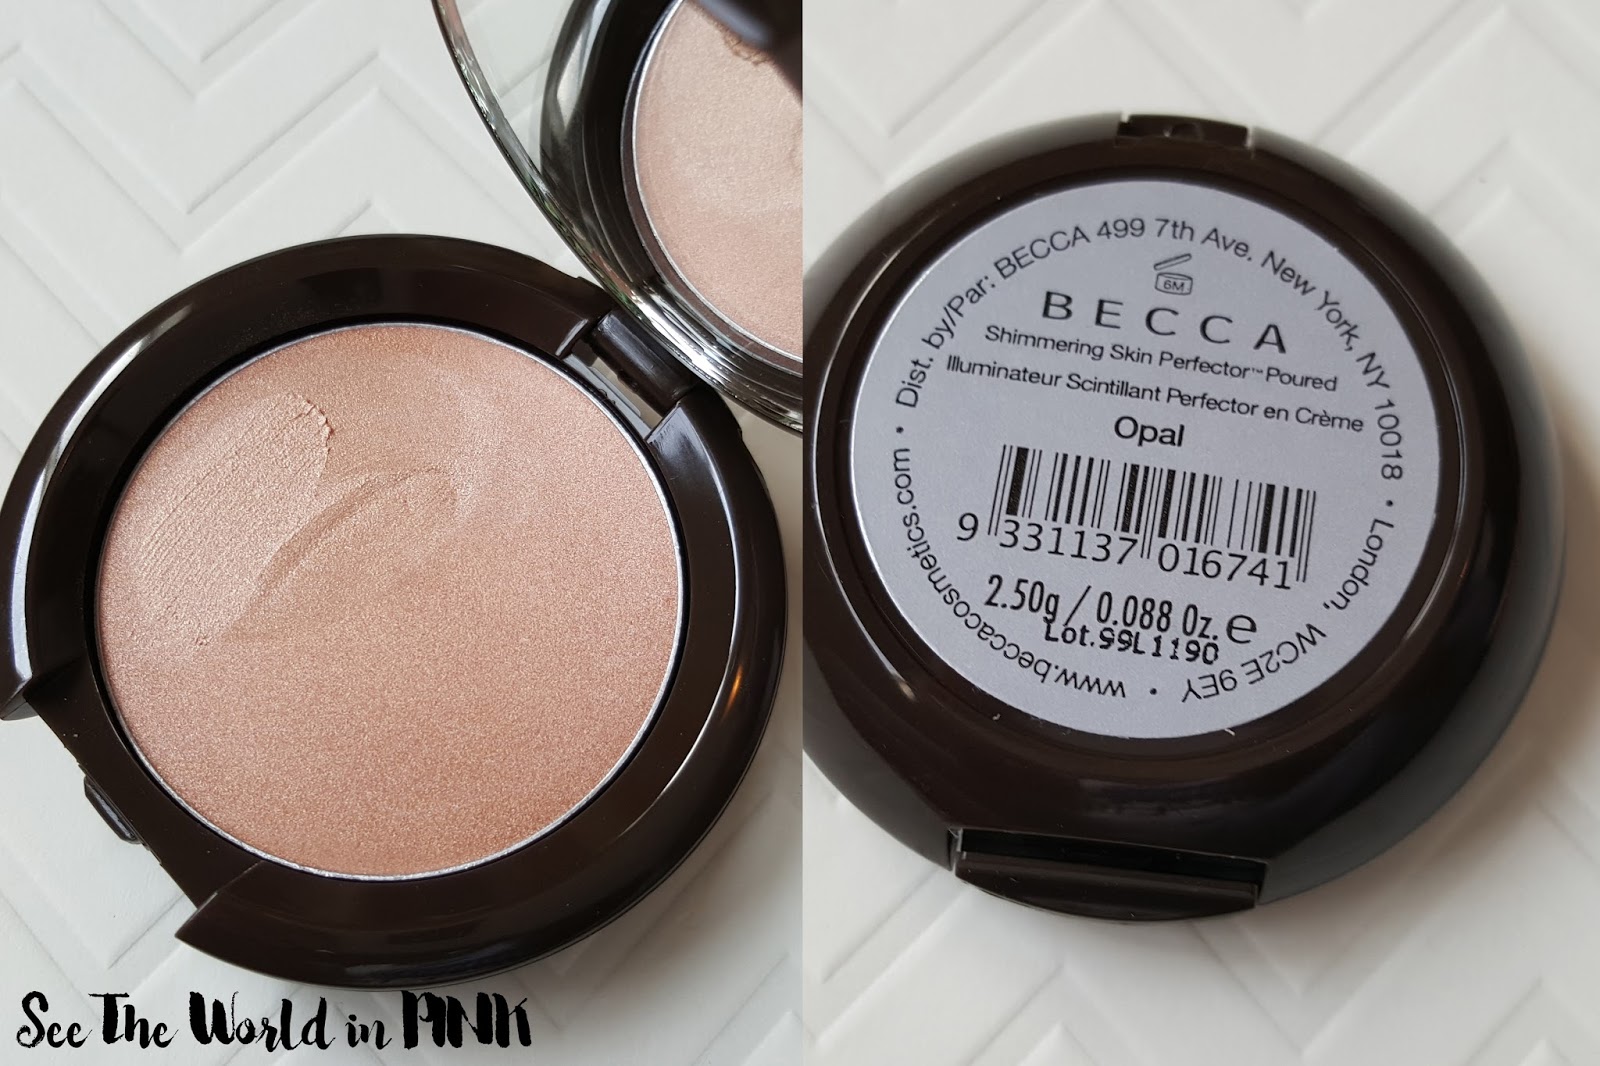 See The World in PINK
Dist. by/Par: BECCA 499 7th Ave. New York, NY 10018 • London, WC2E 9EY • www.beccacosmetics.com •
6M
BECCA
Shimmering Skin Perfector™ Poured
Illuminateur Scintillant Perfector en Crème
Opal
9 331137 016741
2.50g / 0.088 Oz. e
Lot.99L1190